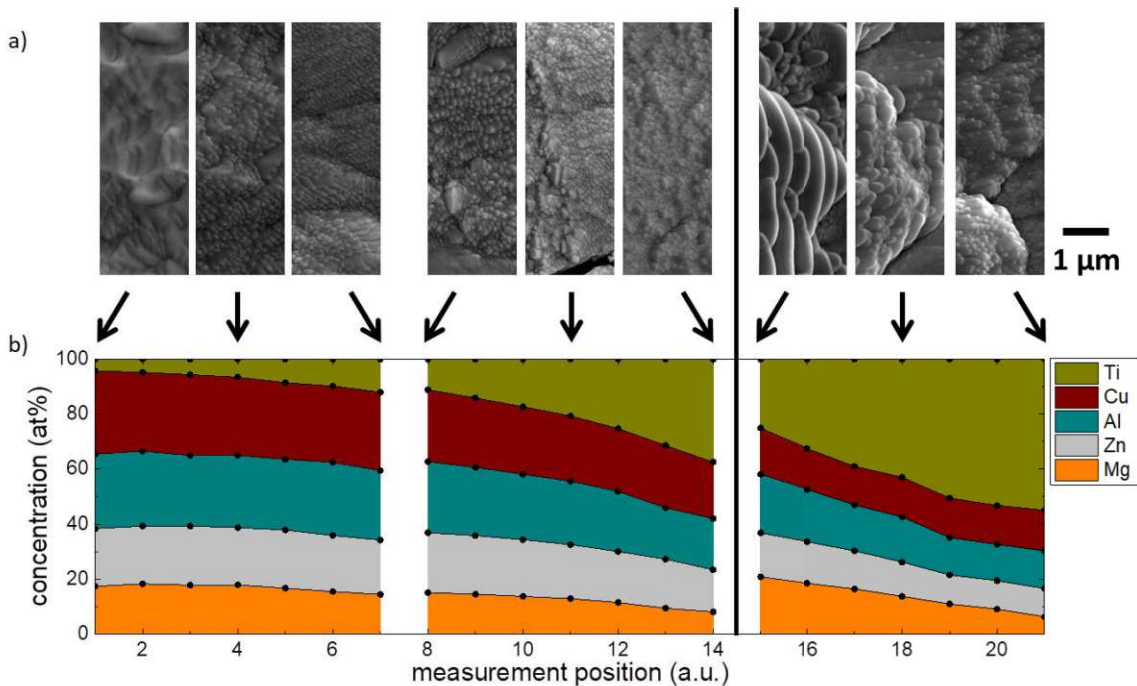 a)
1 μm
b)
concentration (at%)
100
80
60
40
20
0
2 4 6 8 10 12 14 16 18 20
measurement position (a.u.)
Ti
Cu
Al
Zn
Mg